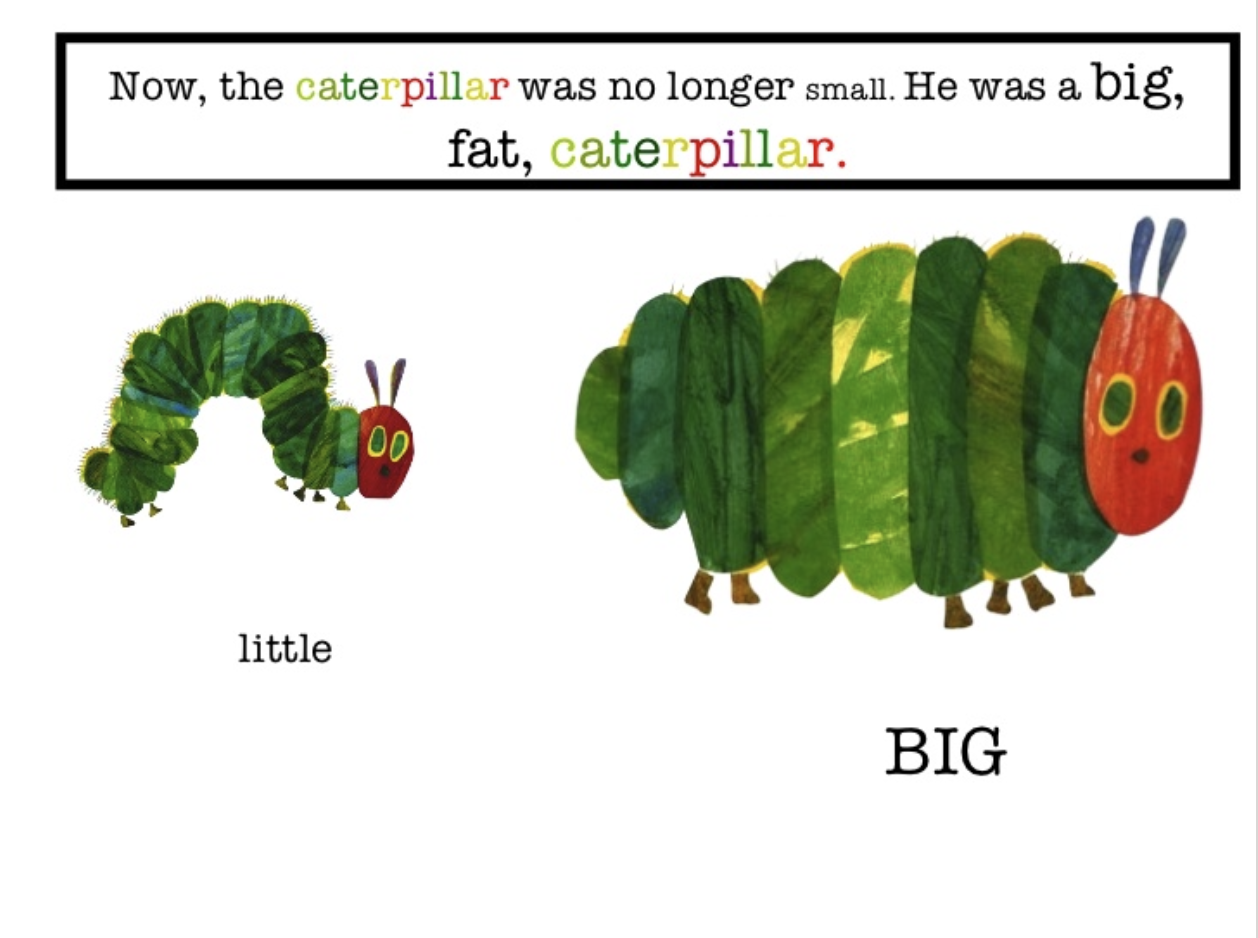 Now, the caterpillar was no longer small. He was a big,
fat, caterpillar.
little
BIG